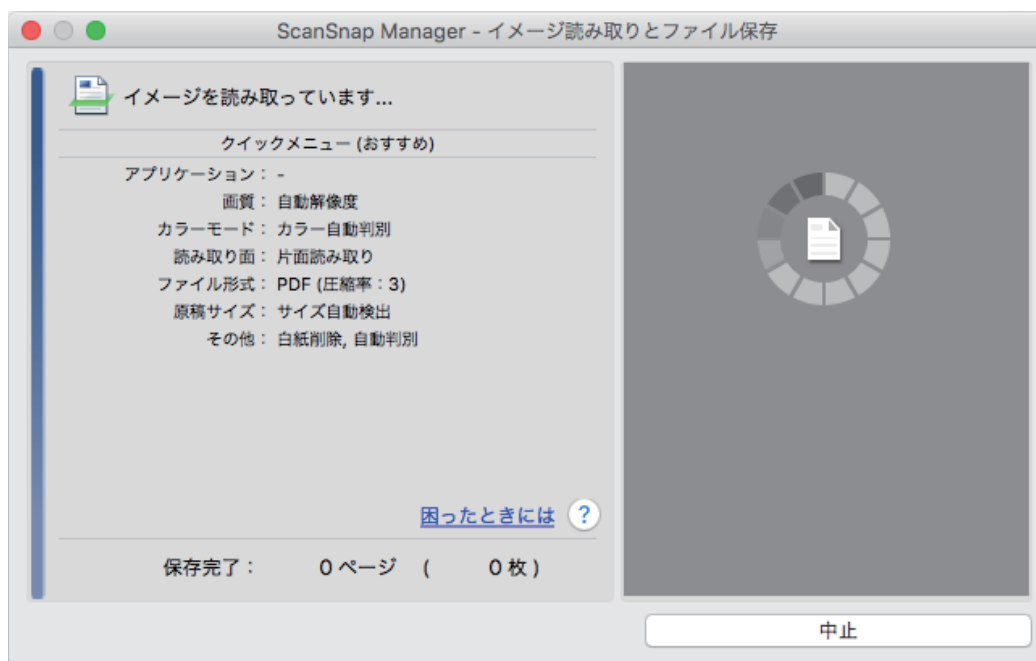 ScanSnap Manager - イメージ読み取りとファイル保存
イメージを読み取っています...
クイックメニュー (おすすめ)
アプリケーション： -
画質： 自動解像度
カラーモード： カラー自動判別
読み取り面： 片面読み取り
ファイル形式： PDF (圧縮率：3)
原稿サイズ： サイズ自動検出
その他： 白紙削除, 自動判別
困ったときには ?
保存完了： 0 ページ ( 0 枚 )
中止